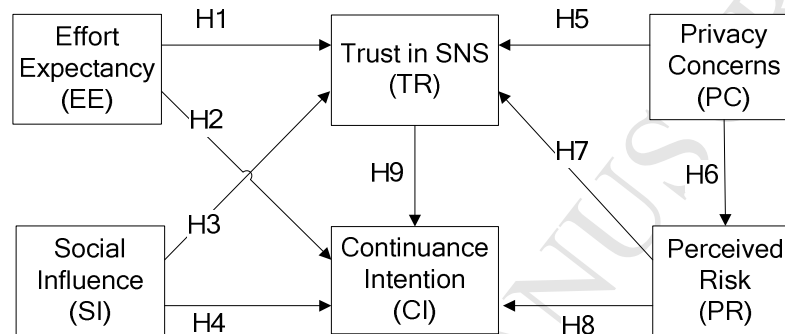 Effort
Expectancy
(EE)
H1
Trust in SNS
(TR)
H5
Privacy
Concerns
(PC)
H2
H7
H9
H6
H3
Social
Influence
(SI)
H4
Continuance
Intention
(CI)
H8
Perceived
Risk
(PR)